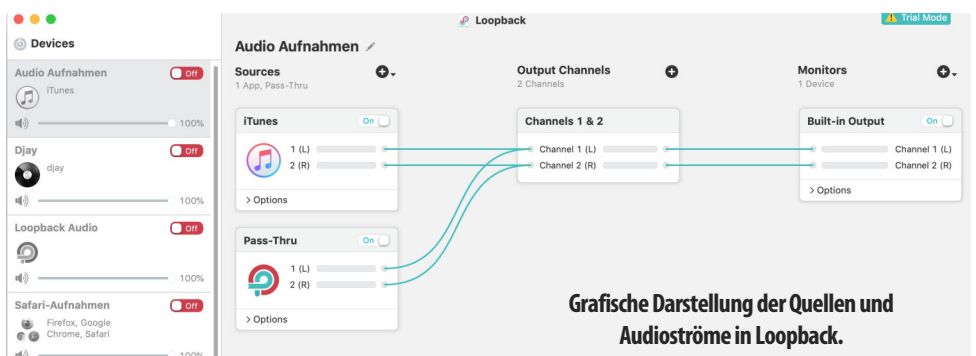 Loopback
Trial Mode
Devices
Audio Aufnahmen
Off
iTunes
100%
Djay
Off
djay
100%
Loopback Audio
Off
100%
Safari-Aufnahmen
Off
Firefox, Google
Chrome, Safari
100%
Audio Aufnahmen
Sources
1 App, Pass-Thru
iTunes
On
1 (L)
2 (R)
> Options
Pass-Thru
On
1 (L)
2 (R)
> Options
Output Channels
2 Channels
Channels 1 & 2
Channel 1 (L)
Channel 2 (R)
Monitors
1 Device
Built-in Output
On
Channel 1 (L)
Channel 2 (R)
> Options
Grafische Darstellung der Quellen und
Audioströme in Loopback.